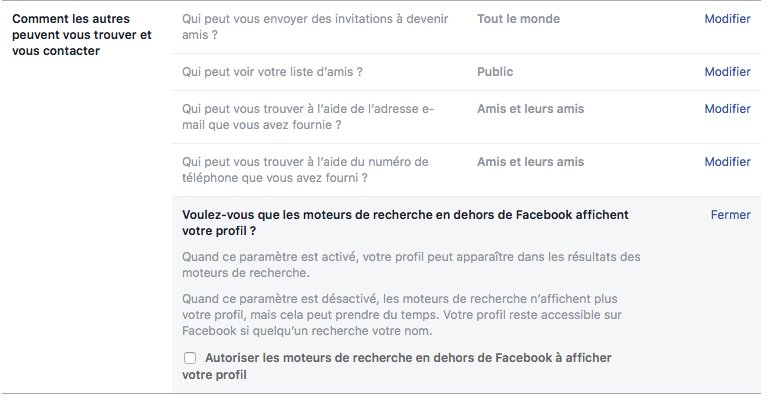 Comment les autres
peuvent vous trouver et
vous contacter
Qui peut vous envoyer des invitations à devenir
amis ?
Tout le monde
Modifier
Qui peut voir votre liste d’amis ?
Public
Modifier
Qui peut vous trouver à l’aide de l’adresse e-
mail que vous avez fournie ?
Amis et leurs amis
Modifier
Qui peut vous trouver à l’aide du numéro de
téléphone que vous avez fourni ?
Amis et leurs amis
Modifier
Voulez-vous que les moteurs de recherche en dehors de Facebook affichent
votre profil ?
Fermer
Quand ce paramètre est activé, votre profil peut apparaître dans les résultats des
moteurs de recherche.
Quand ce paramètre est désactivé, les moteurs de recherche n’affichent plus
votre profil, mais cela peut prendre du temps. Votre profil reste accessible sur
Facebook si quelqu’un recherche votre nom.
Autoriser les moteurs de recherche en dehors de Facebook à afficher
votre profil